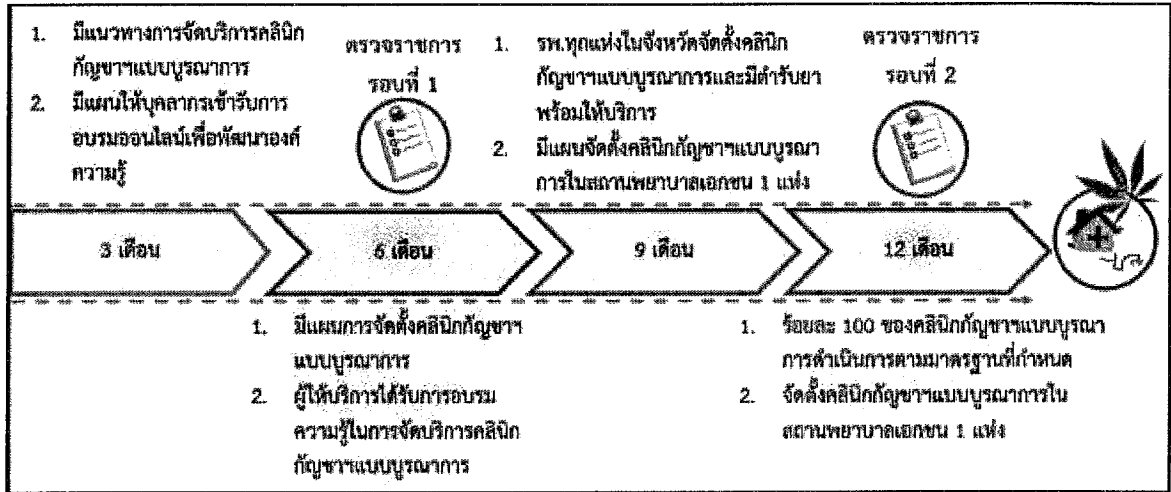 1. มีแนวทางการจัดบริการคลินิก
กัญชาฯแบบบูรณาการ
2. มีแผนให้บุคลากรเข้ารับการ
อบรมออนไลน์เพื่อพัฒนาองค์
ความรู้
ตรวจราชการ
รอบที่ 1
1. รพ.ทุกแห่งในจังหวัดจัดตั้งคลินิก
กัญชาฯแบบบูรณาการและมีตำรับยา
พร้อมให้บริการ
2. มีแผนจัดตั้งคลินิกกัญชาฯแบบบูรณา
การในสถานพยาบาลเอกชน 1 แห่ง
ตรวจราชการ
รอบที่ 2
3 เดือน
6 เดือน
9 เดือน
12 เดือน
1. มีแผนการจัดตั้งคลินิกกัญชาฯ
แบบบูรณาการ
2. ผู้ให้บริการได้รับการอบรม
ความรู้ในการจัดบริการคลินิก
กัญชาฯแบบบูรณาการ
1. ร้อยละ 100 ของคลินิกกัญชาฯแบบบูรณา
การดำเนินการตามมาตรฐานที่กำหนด
2. จัดตั้งคลินิกกัญชาฯแบบบูรณาการใน
สถานพยาบาลเอกชน 1 แห่ง